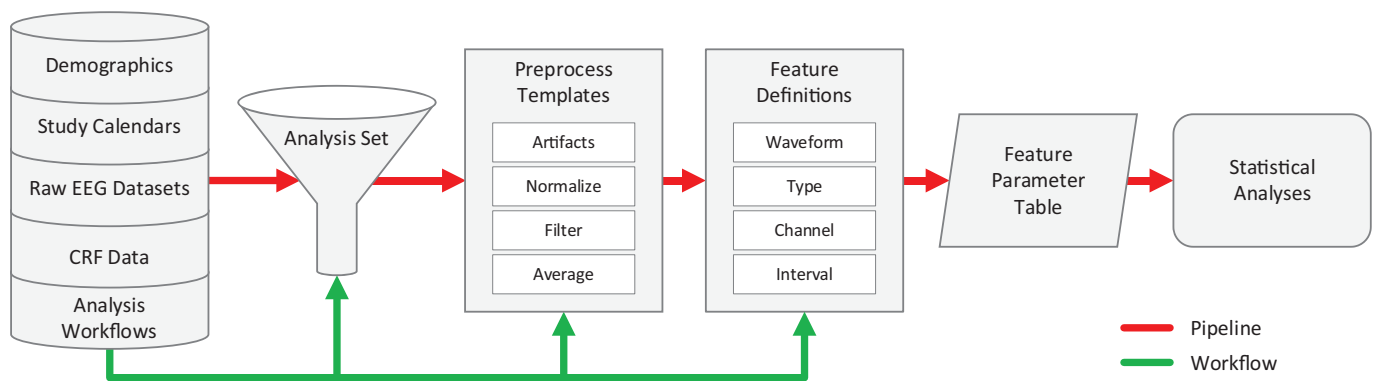 Demographics
Study Calendars
Raw EEG Datasets
CRF Data
Analysis
Workflows
Analysis Set
Preprocess
Templates
Artifacts
Normalize
Filter
Average
Feature
Definitions
Waveform
Type
Channel
Interval
Feature
Parameter
Table
Statistical
Analyses
Pipeline
Workflow